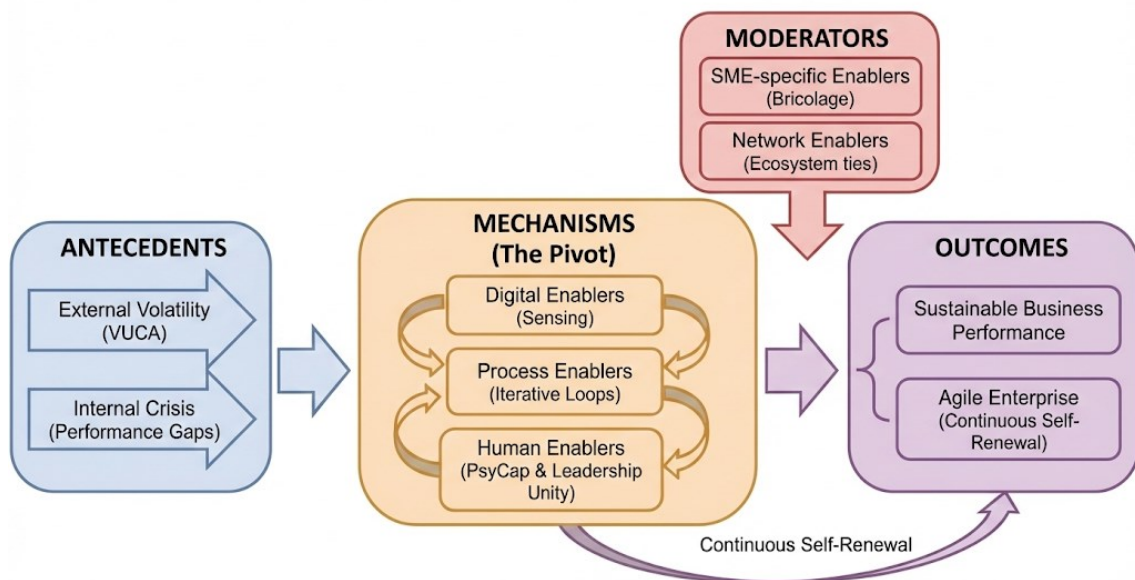 MODERATORS
SME-specific Enablers
(Bricolage)
Network Enablers
(Ecosystem ties)
ANTECEDENTS
External Volatility
(VUCA)
Internal Crisis
(Performance Gaps)
MECHANISMS
(The Pivot)
Digital Enablers
(Sensing)
Process Enablers
(Iterative Loops)
Human Enablers
(PsyCap & Leadership
Unity)
OUTCOMES
Sustainable Business
Performance
Agile Enterprise
(Continuous Self-
Renewal)
Continuous Self-Renewal